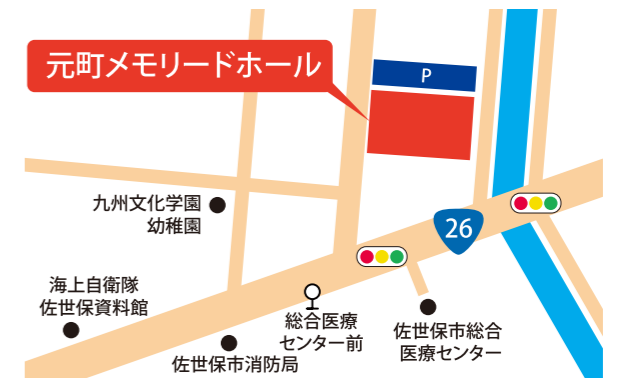 元町メモリードホール
P
九州文化学園
幼稚園
26
海上自衛隊
佐世保資料館
総合医療
センター前
佐世保市総合
医療センター
佐世保市消防局